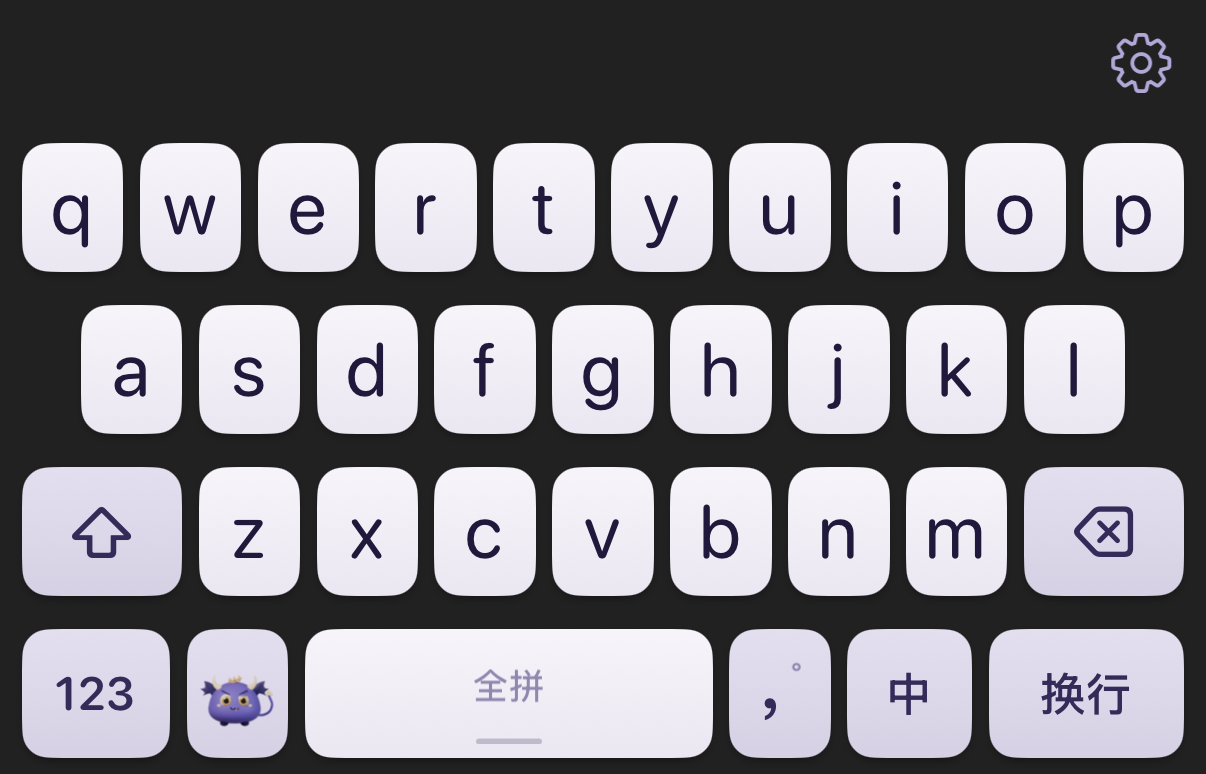 q w e r t y u i o p
a s d f g h j k l
z x c v b n m
123 全拼 ， 。 中 换行